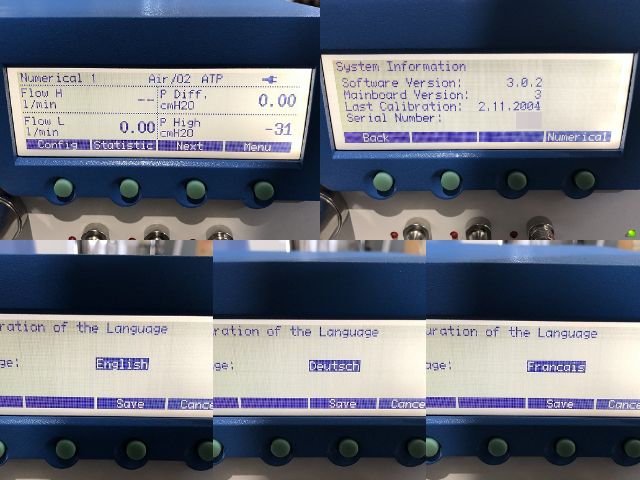 Numerical 1 Air/O2 ATP
Flow H
l/min -- 
P Diff.
cmH2O 0.00
Flow L
l/min 0.00
P High
cmH2O -31
Config Statistic Next Menu
System Information
Software Version: 3.0.2
Mainboard Version: 3
Last Calibration: 2.11.2004
Serial Number:
Back Numerical
ration of the Language
ge: English
Save Cance
ration of the Language
ge: Deutsch
Save Cance
uration of the Language
age: Francais
Save Cance